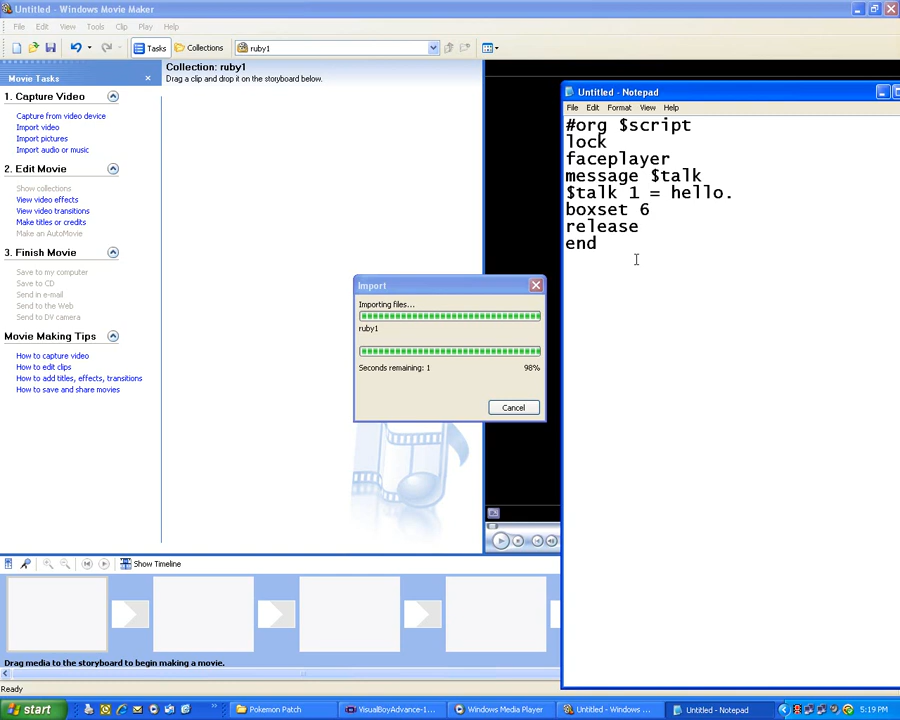 Untitled - Windows Movie Maker
File Edit View Tools Clip Play Help
Tasks Collections ruby1
Movie Tasks
Collection: ruby1
Drag a clip and drop it on the storyboard below.
1. Capture Video
Capture from video device
Import video
Import pictures
Import audio or music
2. Edit Movie
Show collections
View video effects
View video transitions
Make titles or credits
Make an AutoMovie
3. Finish Movie
Save to my computer
Save to CD
Send in e-mail
Send to the Web
Send to DV camera
Movie Making Tips
How to capture video
How to edit clips
How to add titles, effects, transitions
How to save and share movies
Import
Importing files...
ruby1
Seconds remaining: 1 98%
Cancel
Untitled - Notepad
File Edit Format View Help
#org $script
lock
faceplayer
message $talk
$talk 1 = hello.
boxset 6
release
end
Show Timeline
Drag media to the storyboard to begin making a movie.
Ready
start Pokemon Patch VisualBoyAdvance-1... Windows Media Player Untitled - Windows ... Untitled - Notepad 5:19 PM